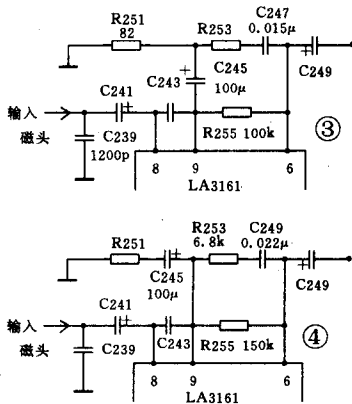 R251
82
R253
C247
0.015μ
C241
C243
C245
100μ
C249
输入
磁头
C239
1200p
R255 100k
③
8
9
6
LA3161
R251
R253
6.8k
C249
0.022μ
C245
100μ
C241
C249
输入
磁头
C239
C243
R255 150k
④
8
9
6
LA3161